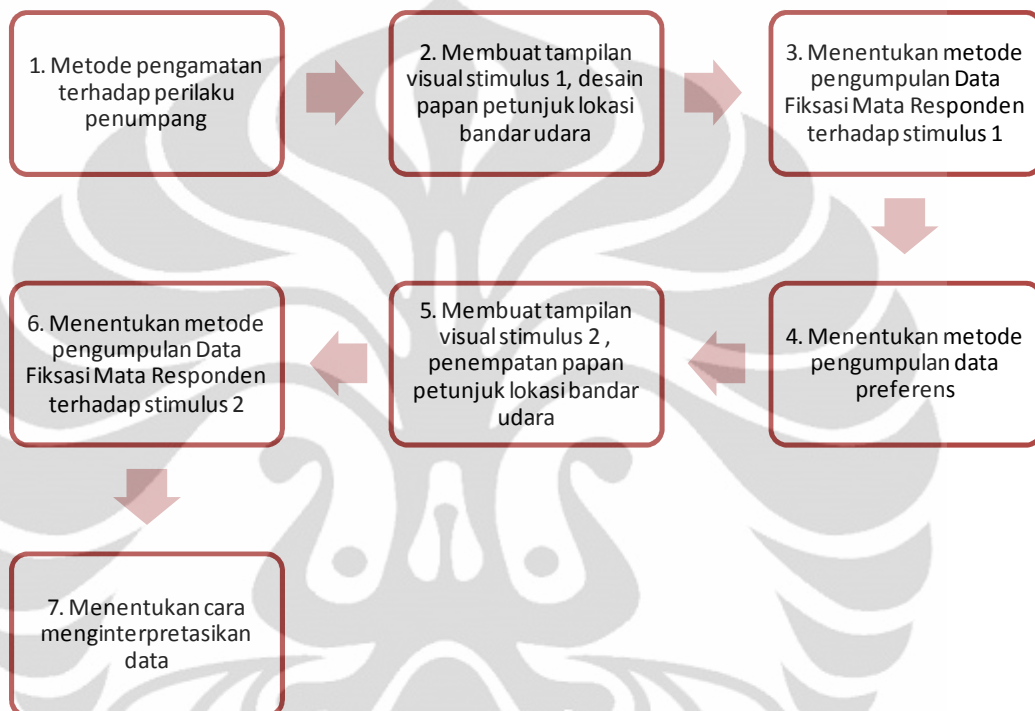 1. Metode pengamatan
terhadap perilaku
penumpang
2. Membuat tampilan
visual stimulus 1, desain
papan petunjuk lokasi
bandar udara
3. Menentukan metode
pengumpulan Data
Fiksasi Mata Responden
terhadap stimulus 1
4. Menentukan metode
pengumpulan data
preferens
5. Membuat tampilan
visual stimulus 2 ,
penempatan papan
petunjuk lokasi bandar
udara
6. Menentukan metode
pengumpulan Data
Fiksasi Mata Responden
terhadap stimulus 2
7. Menentukan cara
menginterpretasikan
data